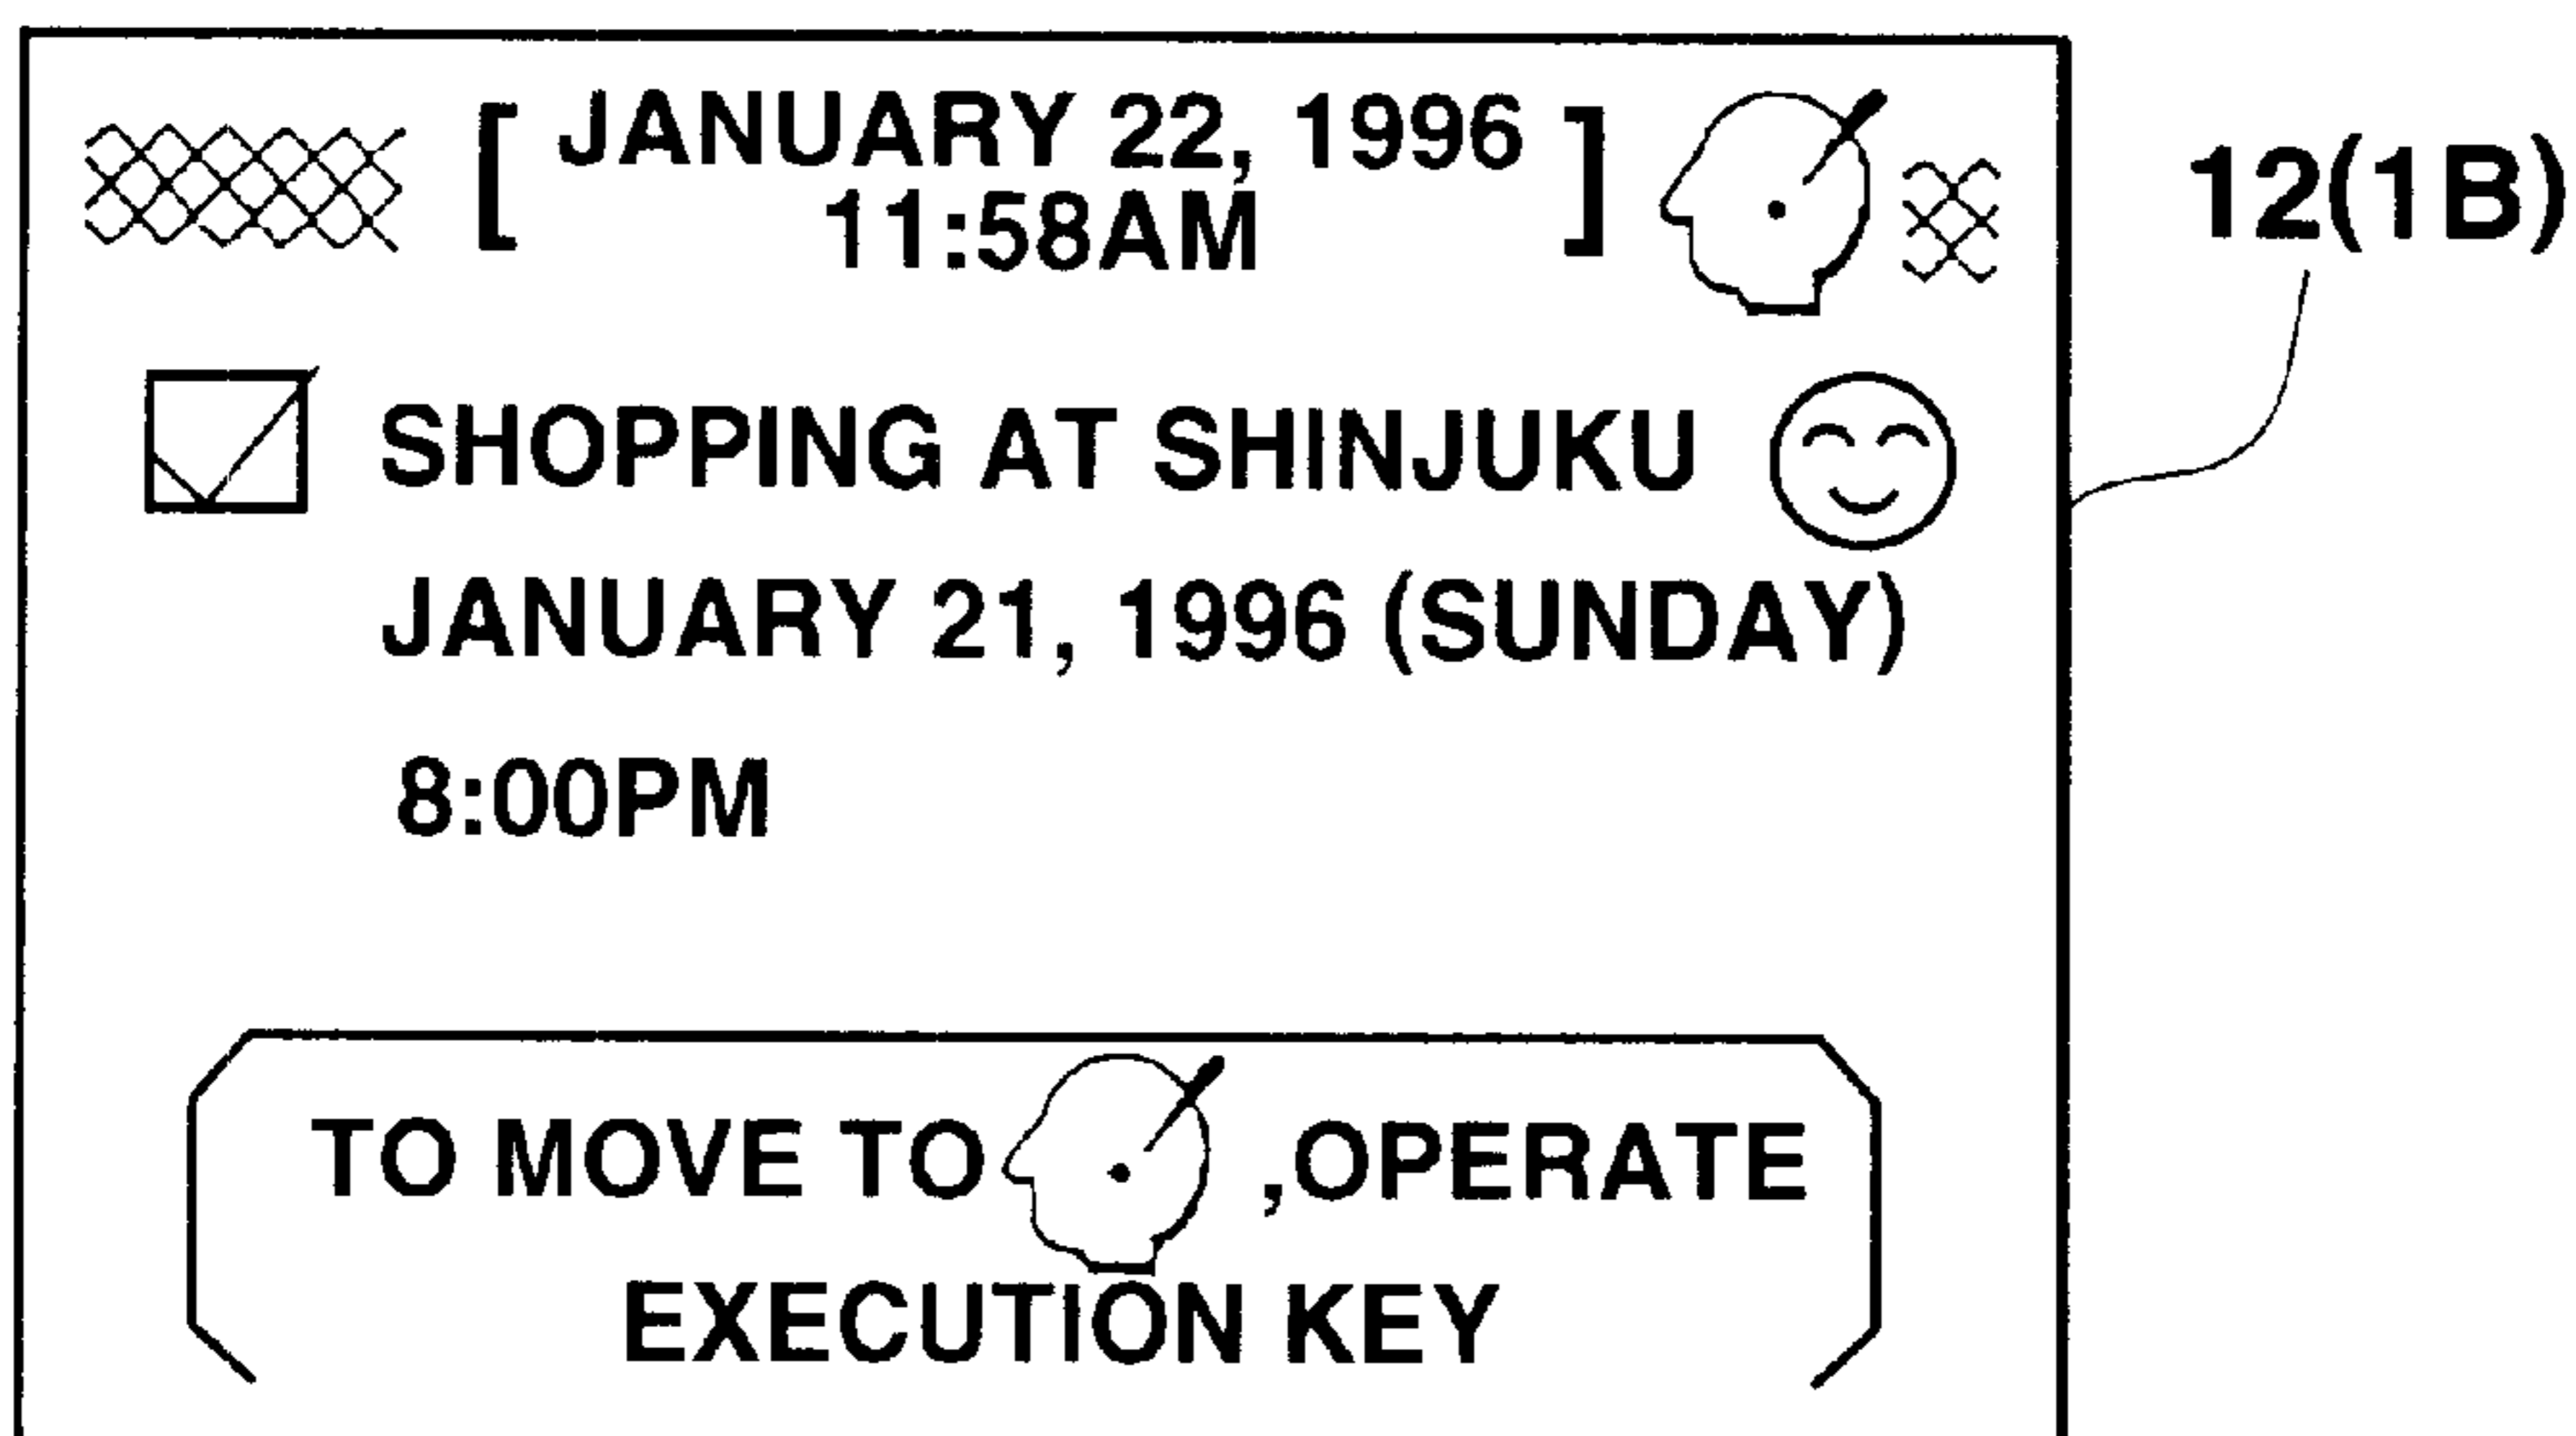 [ JANUARY 22, 1996 ]
11:58AM
12(1B)
SHOPPING AT SHINJUKU
JANUARY 21, 1996 (SUNDAY)
8:00PM
TO MOVE TO ,OPERATE
EXECUTION KEY